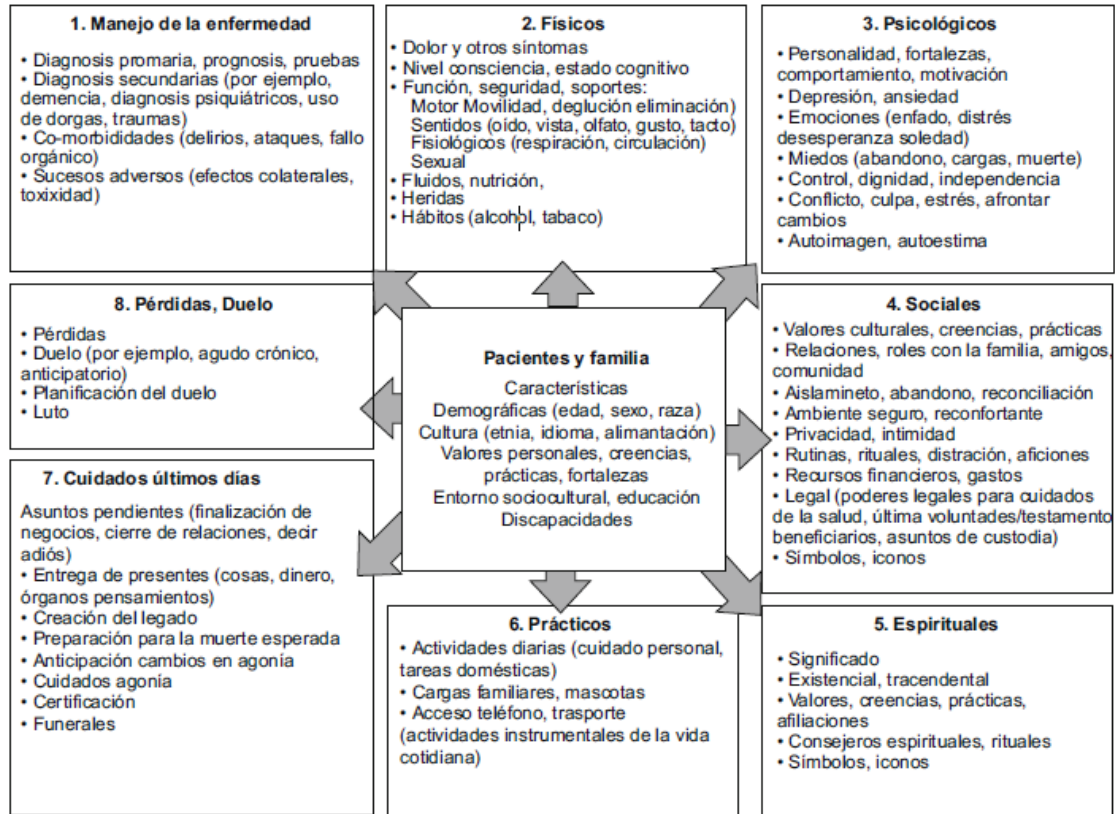 1. Manejo de la enfermedad
• Diagnosis promaria, prognosis, pruebas
• Diagnosis secundarias (por ejemplo,
demencia, diagnosis psiquiátricos, uso
de dorgas, traumas)
• Co-morbididades (delirios, ataques, fallo
orgánico)
• Sucesos adversos (efectos colaterales,
toxixidad)
2. Físicos
• Dolor y otros síntomas
• Nivel consciencia, estado cognitivo
• Función, seguridad, soportes:
Motor Movilidad, deglución eliminación)
Sentidos (oído, vista, olfato, gusto, tacto)
Fisiológicos (respiración, circulación)
Sexual
• Fluidos, nutrición,
• Heridas
• Hábitos (alcohol, tabaco)
3. Psicológicos
• Personalidad, fortalezas,
comportamiento, motivación
• Depresión, ansiedad
• Emociones (enfado, distrés
desesperanza soledad)
• Miedos (abandono, cargas, muerte)
• Control, dignidad, independencia
• Conflicto, culpa, estrés, afrontar
cambios
• Autoimagen, autoestima
8. Pérdidas, Duelo
• Pérdidas
• Duelo (por ejemplo, agudo crónico,
anticipatorio)
• Planificación del duelo
• Luto
Pacientes y familia
Características
Demográficas (edad, sexo, raza)
Cultura (etnia, idioma, alimantación)
Valores personales, creencias,
prácticas, fortalezas
Entorno sociocultural, educación
Discapacidades
4. Sociales
• Valores culturales, creencias, prácticas
• Relaciones, roles con la familia, amigos,
comunidad
• Aislamineto, abandono, reconciliación
• Ambiente seguro, reconfortante
• Privacidad, intimidad
• Rutinas, rituales, distración, aficiones
• Recursos financieros, gastos
• Legal (poderes legales para cuidados
de la salud, última voluntades/testamento
beneficiarios, asuntos de custodia)
• Símbolos, iconos
7. Cuidados últimos días
Asuntos pendientes (finalización de
negocios, cierre de relaciones, decir
adiós)
• Entrega de presentes (cosas, dinero,
órganos pensamientos)
• Creación del legado
• Preparación para la muerte esperada
• Anticipación cambios en agonía
• Cuidados agonía
• Certificación
• Funerales
6. Prácticos
• Actividades diarias (cuidado personal,
tareas domésticas)
• Cargas familiares, mascotas
• Acceso teléfono, trasporte
(actividades instrumentales de la vida
cotidiana)
5. Espirituales
• Significado
• Existencial, tracendental
• Valores, creencias, prácticas,
afiliaciones
• Consejeros espirituales, rituales
• Símbolos, iconos